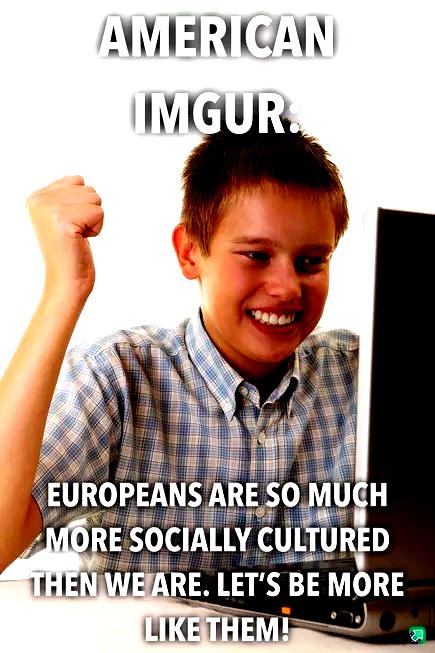 AMERICAN
IMGUR:
EUROPEANS ARE SO MUCH
MORE SOCIALLY CULTURED
THEN WE ARE. LET'S BE MORE
LIKE THEM!